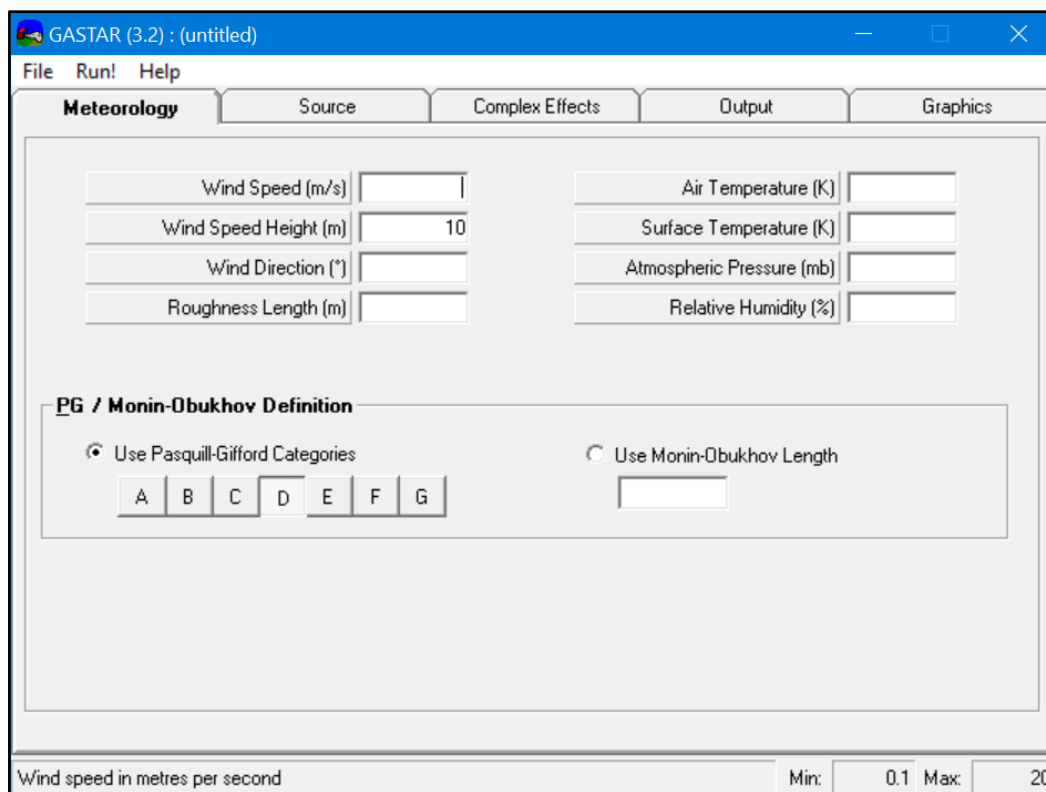 GASTAR (3.2) : (untitled)
File Run! Help
Meteorology Source Complex Effects Output Graphics
Wind Speed (m/s) Air Temperature (K)
Wind Speed Height (m) 10 Surface Temperature (K)
Wind Direction (°) Atmospheric Pressure (mb)
Roughness Length (m) Relative Humidity (%)
PG / Monin-Obukhov Definition
Use Pasquill-Gifford Categories Use Monin-Obukhov Length
A B C D E F G
Wind speed in metres per second Min: 0.1 Max: 20